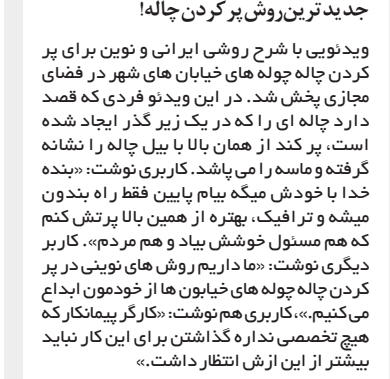 جدیدترین‌روش پر کردن چاله!
ویدئویی با شرح روشی ایرانی و نوین برای پر
کردن چاله چوله های خیابان های شهر در فضای
مجازی پخش شد. در این ویدئو فردی که قصد
دارد چاله ای را که در یک زیر گذر ایجاد شده
است، پر کند از همان بالا با بیل چاله را نشانه
گرفته و ماسه را می پاشد. کاربری نوشت: «بنده
خدا با خودش میگه بیام پایین فقط راه بندون
میشه و ترافیک، بهتره از همین بالا پرتش کنم
که هم مسئول خوشش بیاد و هم مردم». کاربر
دیگری نوشت: «ما داریم روش های نوینی در پر
کردن چاله چوله های خیابون ها از خودمون ابداع
می کنیم.»، کاربری هم نوشت: «کارگر پیمانکار که
هیچ تخصصی نداره گذاشتن برای این کار نباید
بیشتر از این ازش انتظار داشت.»